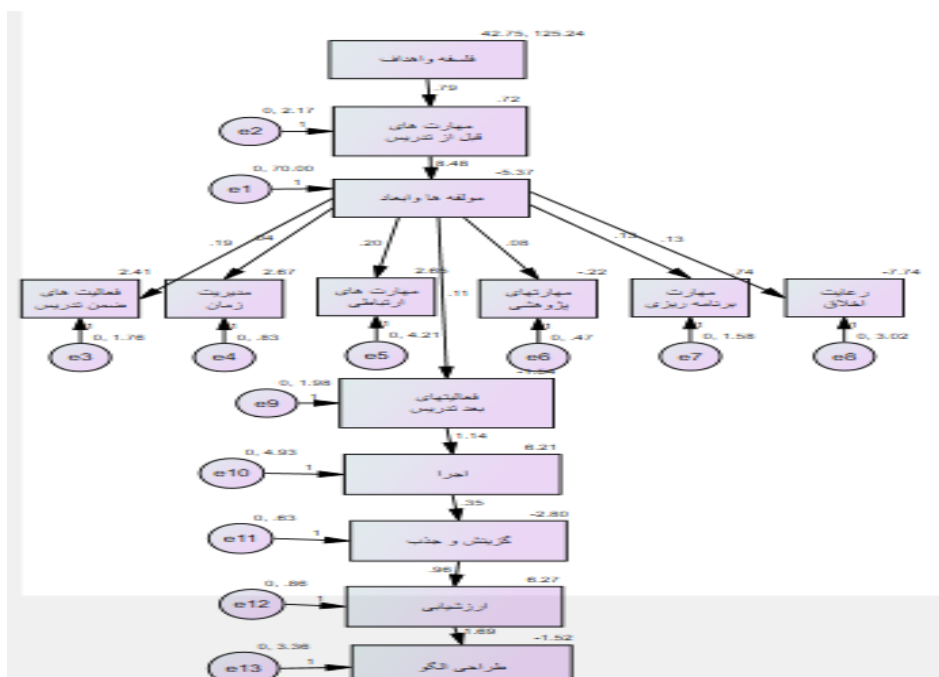 42.75, 125.24
فلسفه واهداف
.79
.72
0, 2.17
e2
1
مهارت های
قبل از تدریس
8.48
-5.37
0, 70.00
e1
1
مولفه ها وابعاد
.19
.20
.11
.08
.13
.13
2.41
فعالیت های
ضمن تدریس
0, 1.76
e3
2.67
مدیریت
زمان
0, .83
e4
مهارت های
ارتباطی
0, 4.21
e5
-.22
مهارتهای
پژوهشی
0, .47
e6
.74
مهارت
برنامه ریزی
0, 1.58
e7
-7.74
رعایت
اخلاق
0, 3.02
e8
0, 1.98
e9
1
فعالیتهای
بعد تدریس
1.14
6.21
0, 4.93
e10
1
اجرا
.35
-2.80
0, .63
e11
1
گزینش و جذب
.96
6.27
0, .86
e12
1
ارزشیابی
1.69
-1.52
0, 3.36
e13
1
طراحی الگو